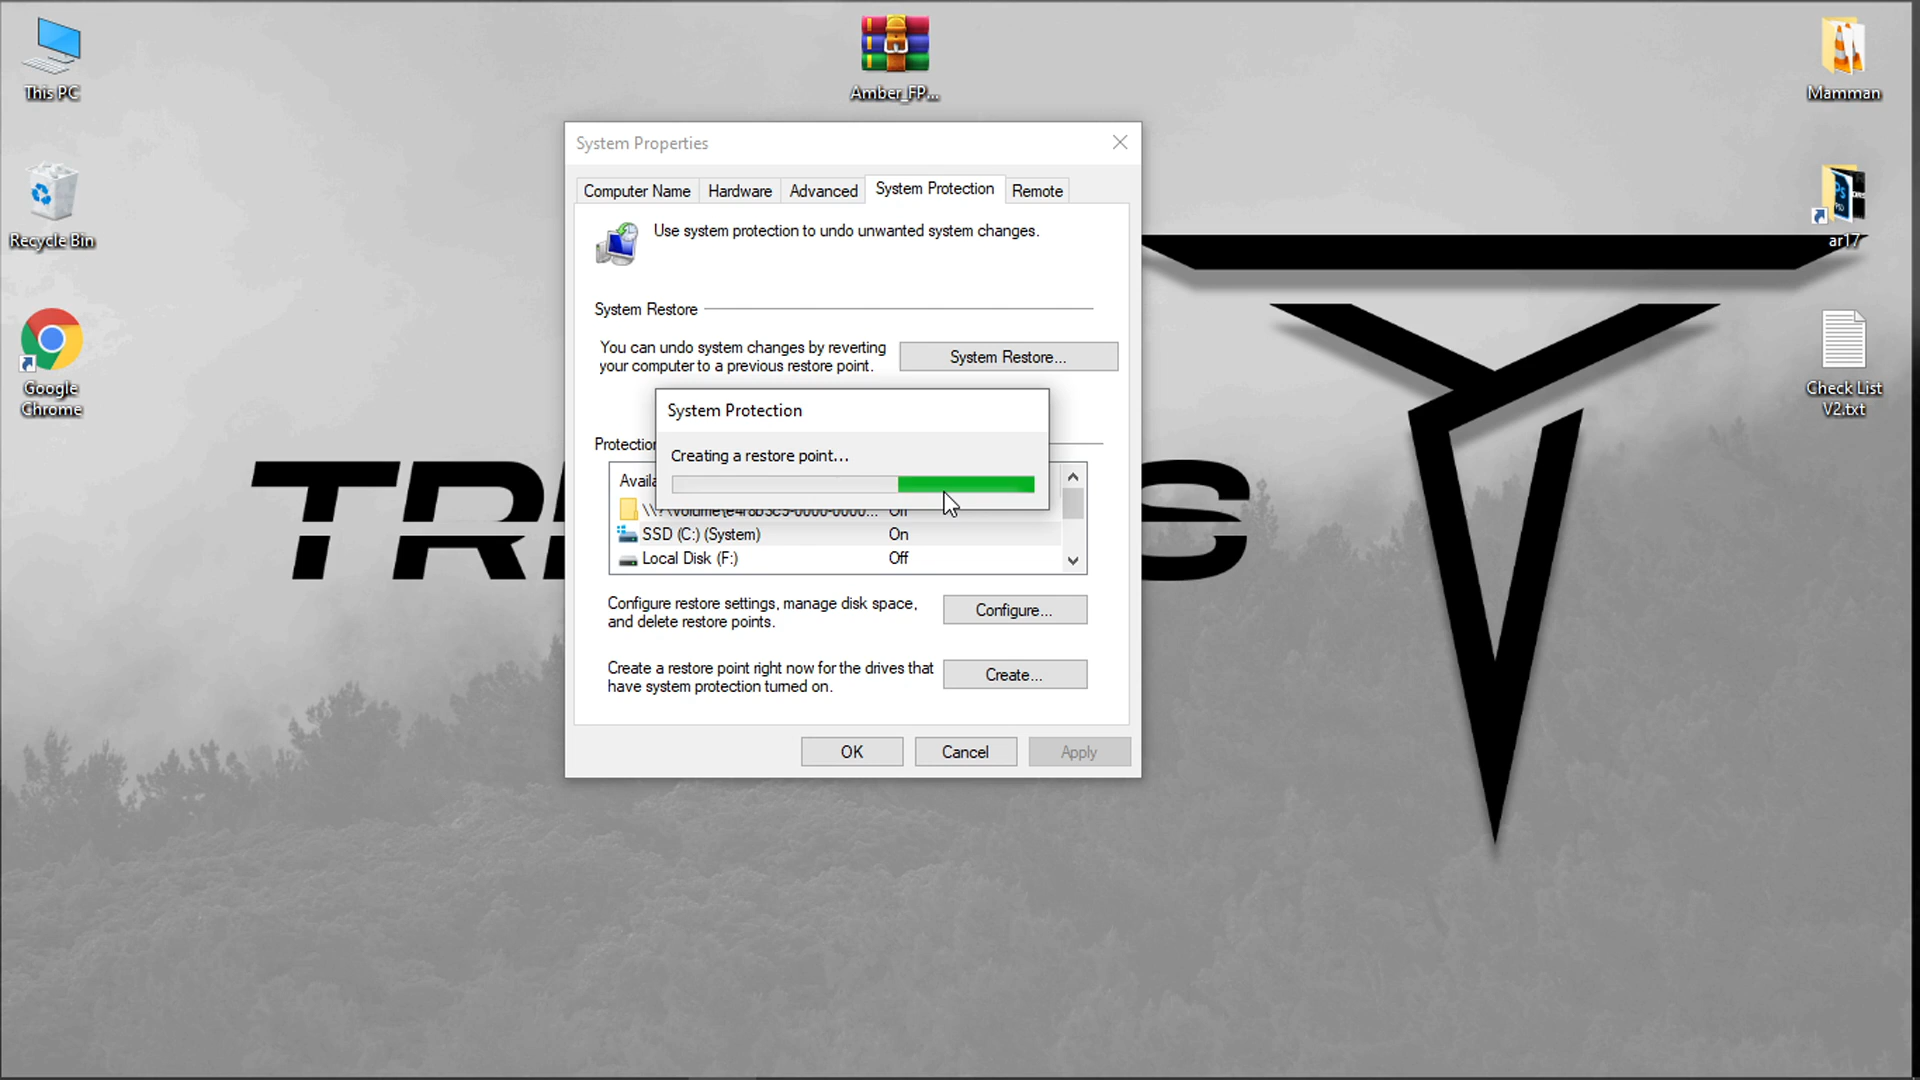 This PC
Amber_FP...
Mamman
Recycle Bin
ar17
Google
Chrome
Check List
V2.txt
System Properties
Computer Name
Hardware
Advanced
System Protection
Remote
Use system protection to undo unwanted system changes.
System Restore
You can undo system changes by reverting
your computer to a previous restore point.
System Restore...
System Protection
Creating a restore point...
SSD (C:) (System)
On
Local Disk (F:)
Off
Configure restore settings, manage disk space,
and delete restore points.
Configure...
Create a restore point right now for the drives that
have system protection turned on.
Create...
OK
Cancel
Apply